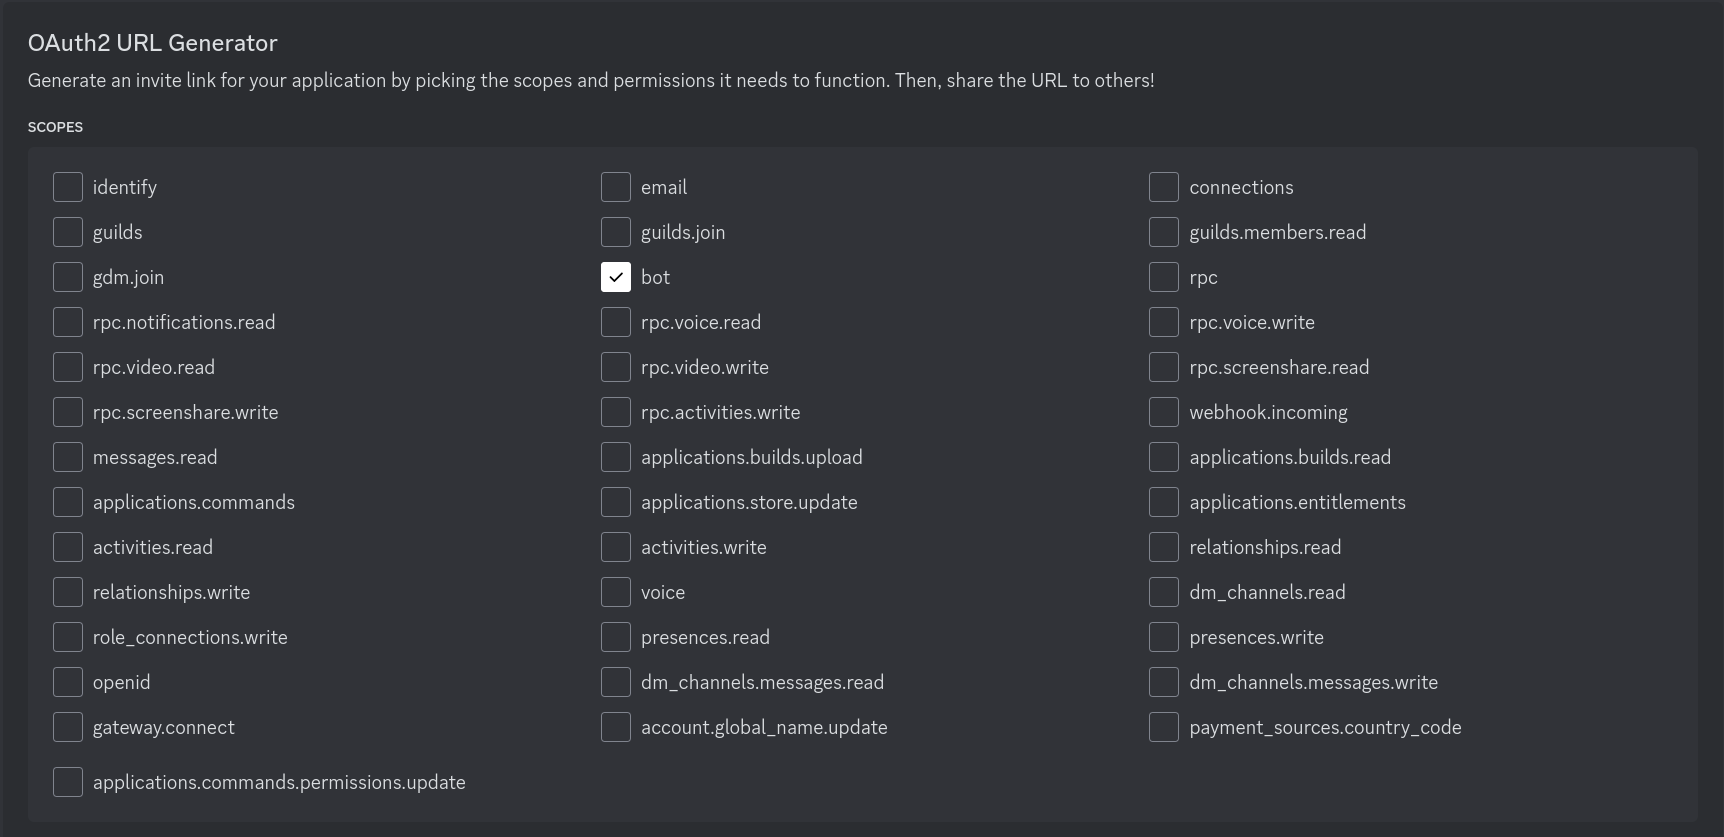 OAuth2 URL Generator
Generate an invite link for your application by picking the scopes and permissions it needs to function. Then, share the URL to others!
SCOPES
identify email connections
guilds guilds.join guilds.members.read
gdm.join bot rpc
rpc.notifications.read rpc.voice.read rpc.voice.write
rpc.video.read rpc.video.write rpc.screenshare.read
rpc.screenshare.write rpc.activities.write webhook.incoming
messages.read applications.builds.upload applications.builds.read
applications.commands applications.store.update applications.entitlements
activities.read activities.write relationships.read
relationships.write voice dm_channels.read
role_connections.write presences.read presences.write
openid dm_channels.messages.read dm_channels.messages.write
gateway.connect account.global_name.update payment_sources.country_code
applications.commands.permissions.update